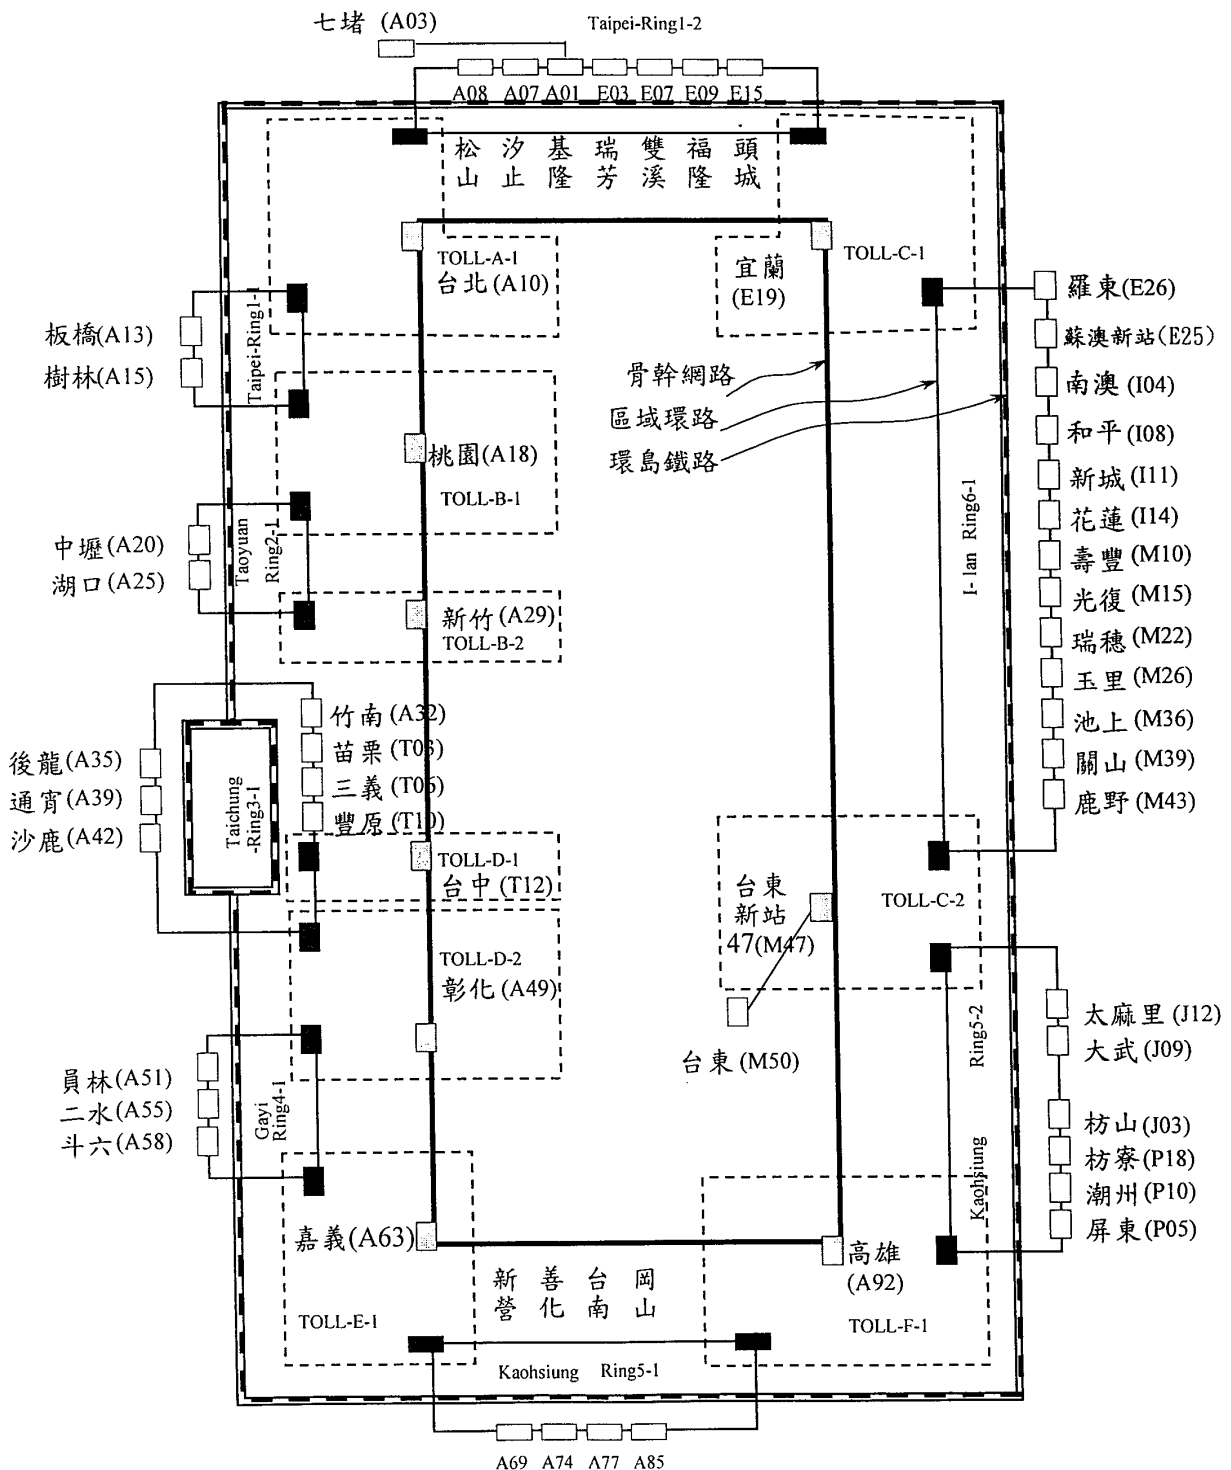 七堵 (A03)
Taipei-Ring1-2
A08 A07 A01 E03 E07 E09 E15
松山 汐止 基隆 瑞芳 雙溪 福隆 頭城
TOLL-A-1
台北(A10)
宜蘭
(E19)
TOLL-C-1
Taipei-Ring1-1
板橋(A13)
樹林(A15)
羅東(E26)
蘇澳新站(E25)
南澳(I04)
和平(I08)
新城(I11)
花蓮(I14)
壽豐(M10)
光復(M15)
瑞穗(M22)
玉里(M26)
池上(M36)
關山(M39)
鹿野(M43)
骨幹網路
區域環路
環島鐵路
I-lan Ring6-1
桃園(A18)
TOLL-B-1
Taoyuan
Ring2-1
中壢(A20)
湖口(A25)
新竹(A29)
TOLL-B-2
竹南(A32)
苗栗(T03)
三義(T06)
豐原(T10)
後龍(A35)
通宵(A39)
沙鹿(A42)
Taichung
-Ring3-1
TOLL-D-1
台中(T12)
台東
新站
47(M47)
TOLL-C-2
TOLL-D-2
彰化(A49)
台東(M50)
Kaohsiung Ring5-2
太麻里(J12)
大武(J09)
枋山(J03)
枋寮(P18)
潮州(P10)
屏東(P05)
員林(A51)
二水(A55)
斗六(A58)
Gayi
Ring4-1
嘉義(A63)
TOLL-E-1
新營 善化 台南 岡山
高雄
(A92)
TOLL-F-1
Kaohsiung Ring5-1
A69 A74 A77 A85